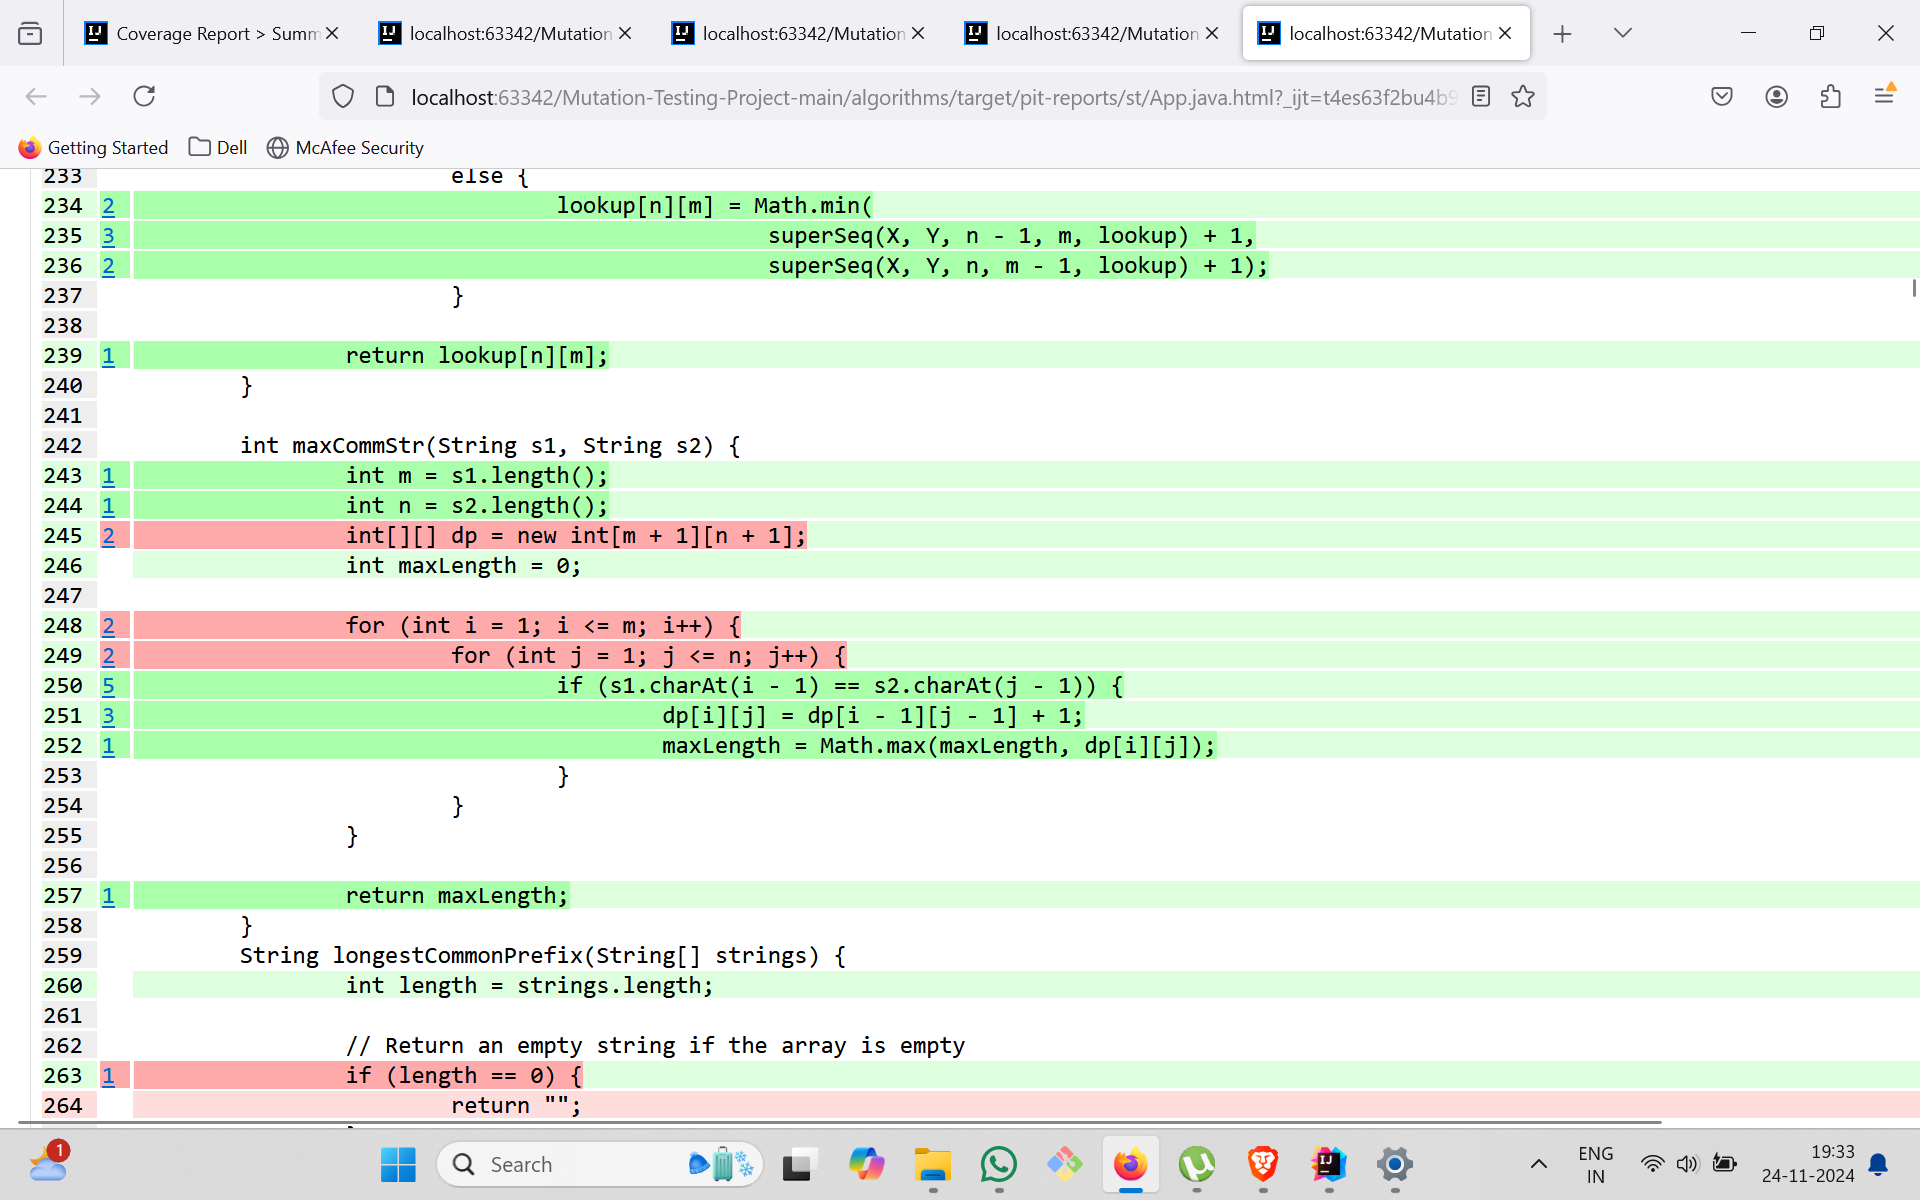 Coverage Report > Summ
localhost:63342/Mutation
localhost:63342/Mutation
localhost:63342/Mutation
localhost:63342/Mutation
localhost:63342/Mutation-Testing-Project-main/algorithms/target/pit-reports/st/App.java.html?_ijt=t4es63f2bu4b9
Getting Started Dell McAfee Security
233 else {
234 2 lookup[n][m] = Math.min(
235 3 superSeq(X, Y, n - 1, m, lookup) + 1,
236 2 superSeq(X, Y, n, m - 1, lookup) + 1);
237 }
238
239 1 return lookup[n][m];
240 }
241
242 int maxCommStr(String s1, String s2) {
243 1 int m = s1.length();
244 1 int n = s2.length();
245 2 int[][] dp = new int[m + 1][n + 1];
246 int maxLength = 0;
247
248 2 for (int i = 1; i <= m; i++) {
249 2 for (int j = 1; j <= n; j++) {
250 5 if (s1.charAt(i - 1) == s2.charAt(j - 1)) {
251 3 dp[i][j] = dp[i - 1][j - 1] + 1;
252 1 maxLength = Math.max(maxLength, dp[i][j]);
253 }
254 }
255 }
256
257 1 return maxLength;
258 }
259 String longestCommonPrefix(String[] strings) {
260 int length = strings.length;
261
262 // Return an empty string if the array is empty
263 1 if (length == 0) {
264 return "";
1
Search
ENG
IN
19:33
24-11-2024